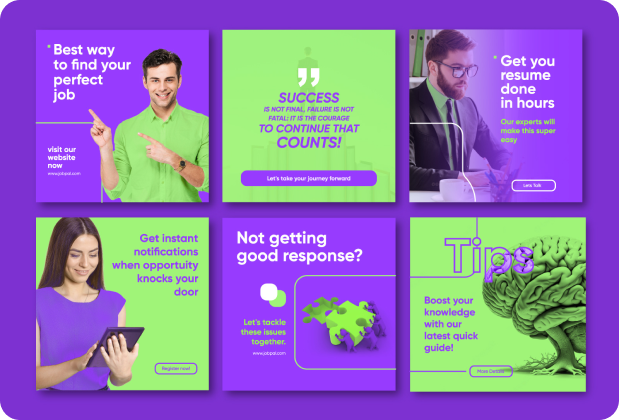 Best way
to find your
perfect
job
visit our
website
now
www.jobpal.com
SUCCESS
IS NOT FINAL, FAILURE IS NOT
FATAL: IT IS THE COURAGE
TO CONTINUE THAT
COUNTS!
Let's take your journey forward
Get you
resume
done
in hours
Our experts will
make this super
easy
Lets Talk
Get instant
notifications
when opportuity
knocks your
door
Register now!
Not getting
good response?
Let's tackle
these issues
together.
www.jobpal.com
Tips
Boost your
knowledge
with our
latest quick
guide!
More Details